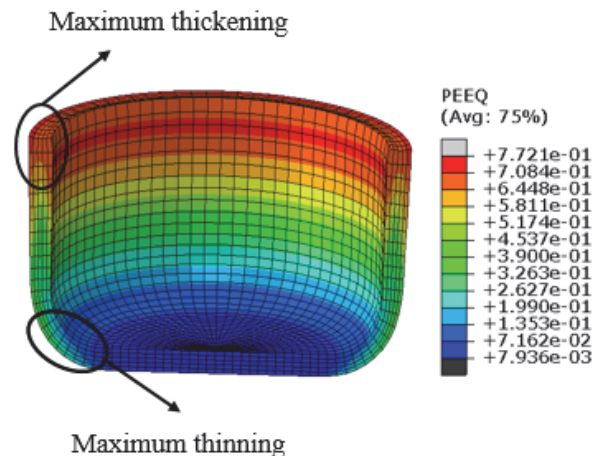 Maximum thickening
PEEQ
(Avg: 75%)
+7.721e-01
+7.084e-01
+6.448e-01
+5.811e-01
+5.174e-01
+4.537e-01
+3.900e-01
+3.263e-01
+2.627e-01
+1.990e-01
+1.353e-01
+7.162e-02
+7.936e-03
Maximum thinning